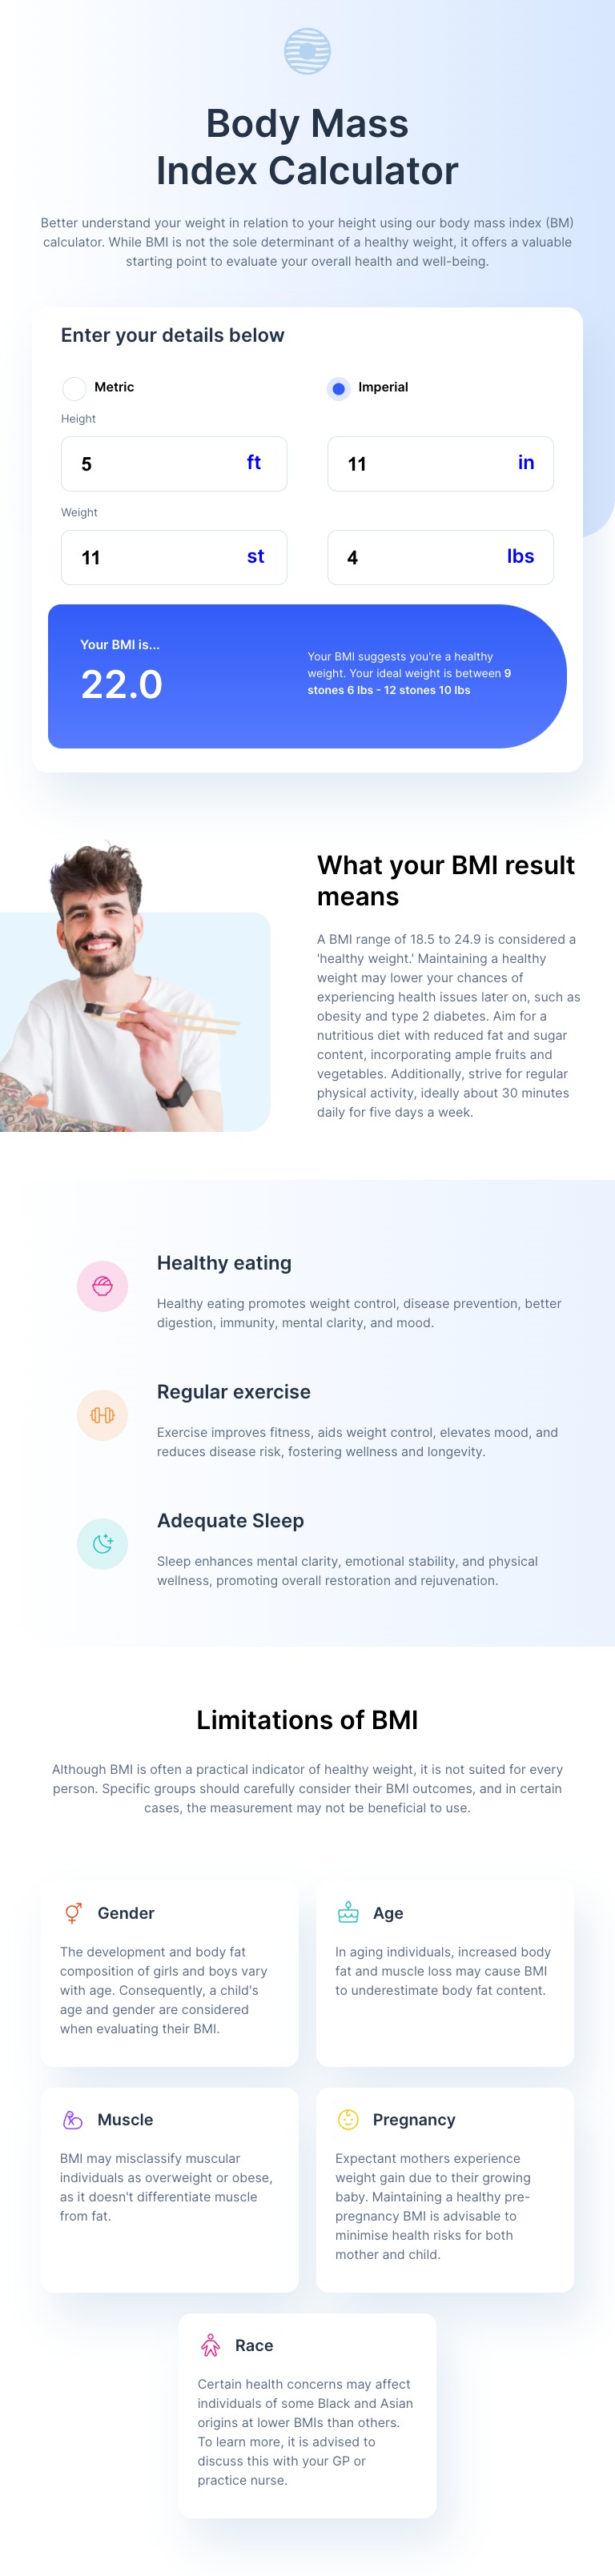 Body Mass
Index Calculator
Better understand your weight in relation to your height using our body mass index (BM)
calculator. While BMI is not the sole determinant of a healthy weight, it offers a valuable
starting point to evaluate your overall health and well-being.
Enter your details below
Metric
Imperial
Height
5 ft
11 in
Weight
11 st
4 lbs
Your BMI is...
22.0
Your BMI suggests you're a healthy
weight. Your ideal weight is between 9
stones 6 lbs - 12 stones 10 lbs
What your BMI result
means
A BMI range of 18.5 to 24.9 is considered a
'healthy weight.' Maintaining a healthy
weight may lower your chances of
experiencing health issues later on, such as
obesity and type 2 diabetes. Aim for a
nutritious diet with reduced fat and sugar
content, incorporating ample fruits and
vegetables. Additionally, strive for regular
physical activity, ideally about 30 minutes
daily for five days a week.
Healthy eating
Healthy eating promotes weight control, disease prevention, better
digestion, immunity, mental clarity, and mood.
Regular exercise
Exercise improves fitness, aids weight control, elevates mood, and
reduces disease risk, fostering wellness and longevity.
Adequate Sleep
Sleep enhances mental clarity, emotional stability, and physical
wellness, promoting overall restoration and rejuvenation.
Limitations of BMI
Although BMI is often a practical indicator of healthy weight, it is not suited for every
person. Specific groups should carefully consider their BMI outcomes, and in certain
cases, the measurement may not be beneficial to use.
Gender
The development and body fat
composition of girls and boys vary
with age. Consequently, a child's
age and gender are considered
when evaluating their BMI.
Age
In aging individuals, increased body
fat and muscle loss may cause BMI
to underestimate body fat content.
Muscle
BMI may misclassify muscular
individuals as overweight or obese,
as it doesn't differentiate muscle
from fat.
Pregnancy
Expectant mothers experience
weight gain due to their growing
baby. Maintaining a healthy pre-
pregnancy BMI is advisable to
minimise health risks for both
mother and child.
Race
Certain health concerns may affect
individuals of some Black and Asian
origins at lower BMIs than others.
To learn more, it is advised to
discuss this with your GP or
practice nurse.